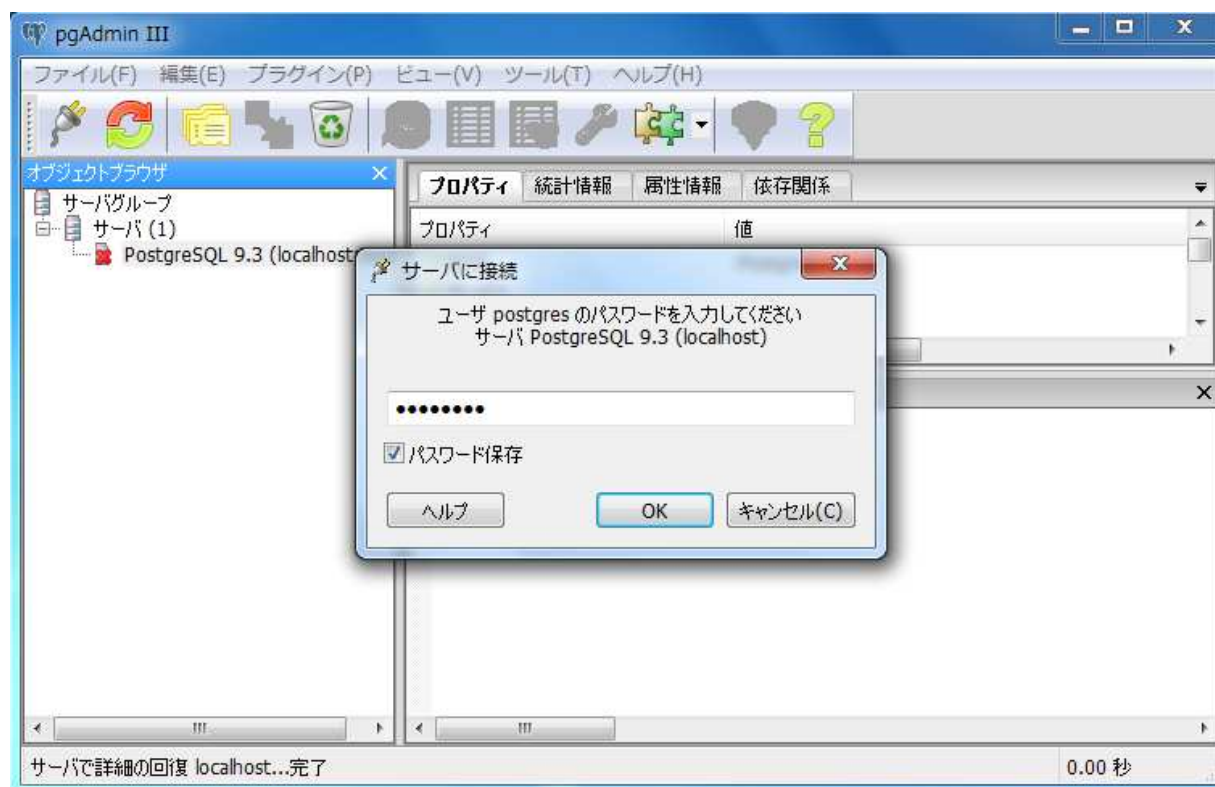 pgAdmin III
ファイル(F) 編集(E) プラグイン(P) ビュー(V) ツール(T) ヘルプ(H)
オブジェクトブラウザ
サーバグループ
サーバ (1)
PostgreSQL 9.3 (localhost
プロパティ 統計情報 属性情報 依存関係
プロパティ 値
サーバに接続
ユーザ postgres のパスワードを入力してください
サーバ PostgreSQL 9.3 (localhost)
••••••••
パスワード保存
ヘルプ OK キャンセル(C)
サーバで詳細の回復 localhost...完了 0.00 秒